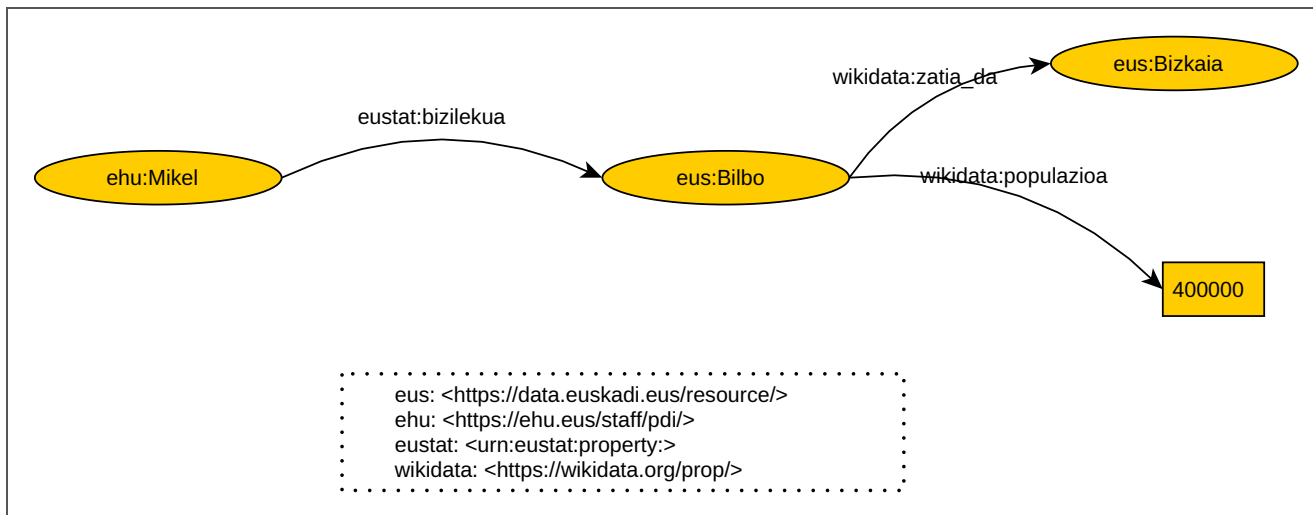 eus:Bizkaia
wikidata:zatia_da
eustat:bizilekua
ehu:Mikel
eus:Bilbo
wikidata:populazioa
400000
eus: <https://data.euskadi.eus/resource/>
ehu: <https://ehu.eus/staff/pdi/>
eustat: <urn:eustat:property:>
wikidata: <https://wikidata.org/prop/>